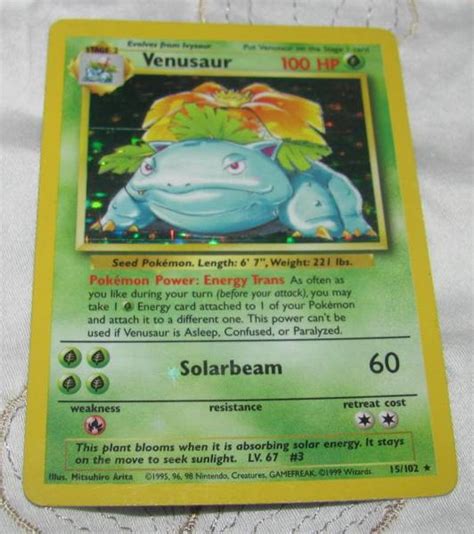 Evolves from Ivysaur Put Venusaur on the Stage 1 card
STAGE 2
Venusaur 100 HP
Seed Pokémon. Length: 6' 7", Weight: 221 lbs.
Pokémon Power: Energy Trans As often as
you like during your turn (before your attack), you may
take 1 Energy card attached to 1 of your Pokémon
and attach it to a different one. This power can't be
used if Venusaur is Asleep, Confused, or Paralyzed.
Solarbeam 60
weakness resistance retreat cost
This plant blooms when it is absorbing solar energy. It stays
on the move to seek sunlight. LV. 67 #3
Illus. Mitsuhiro Arita ©1995, 96, 98 Nintendo, Creatures, GAMEFREAK. ©1999 Wizards. 15/102 ★